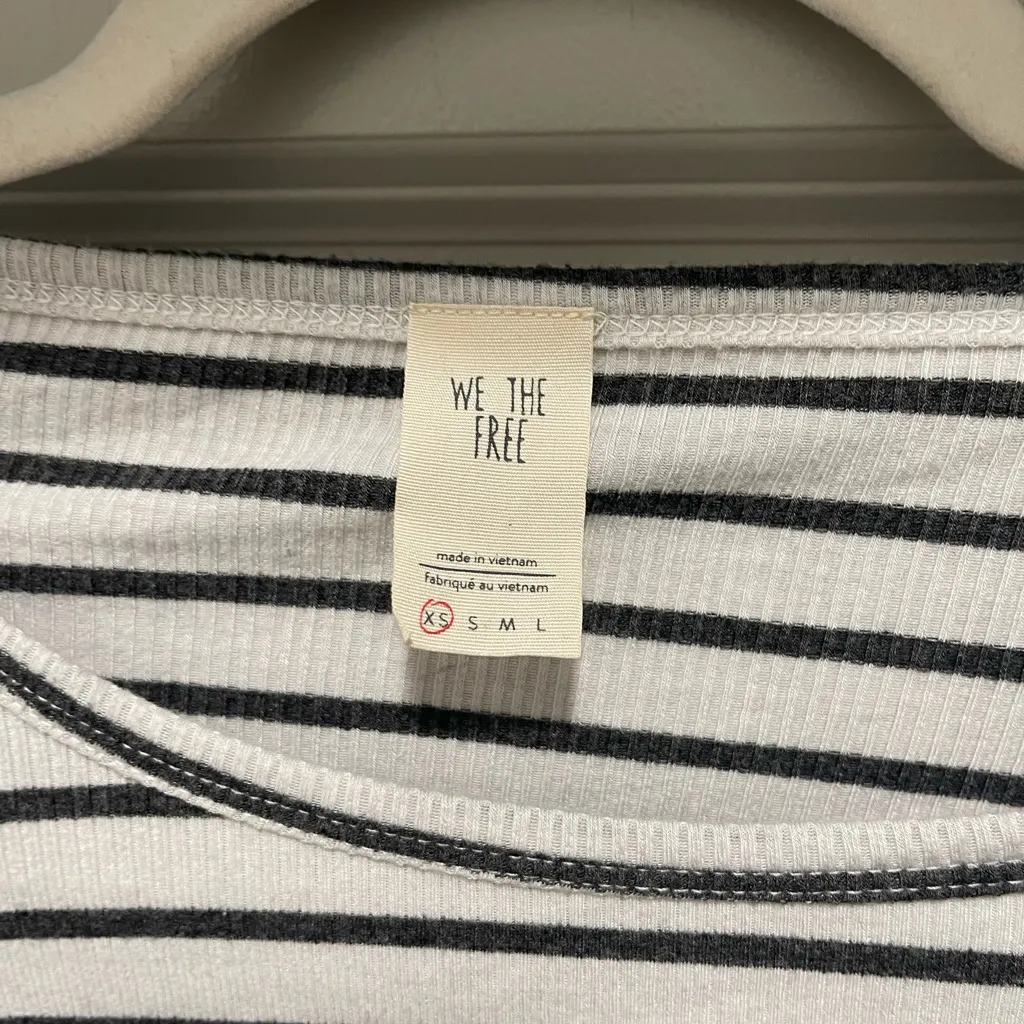 WE THE
FREE
made in vietnam
fabriqué au vietnam
XS S M L